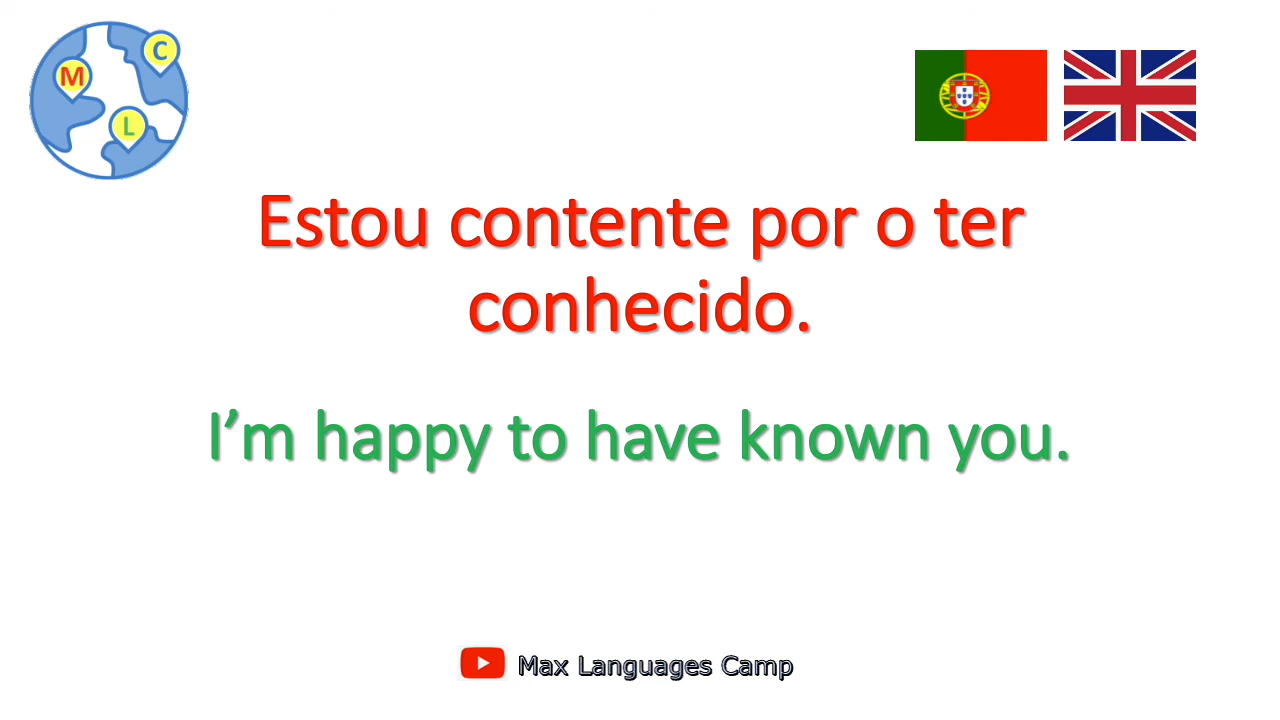 M
C
L
Estou contente por o ter
conhecido.
I’m happy to have known you.
Max Languages Camp